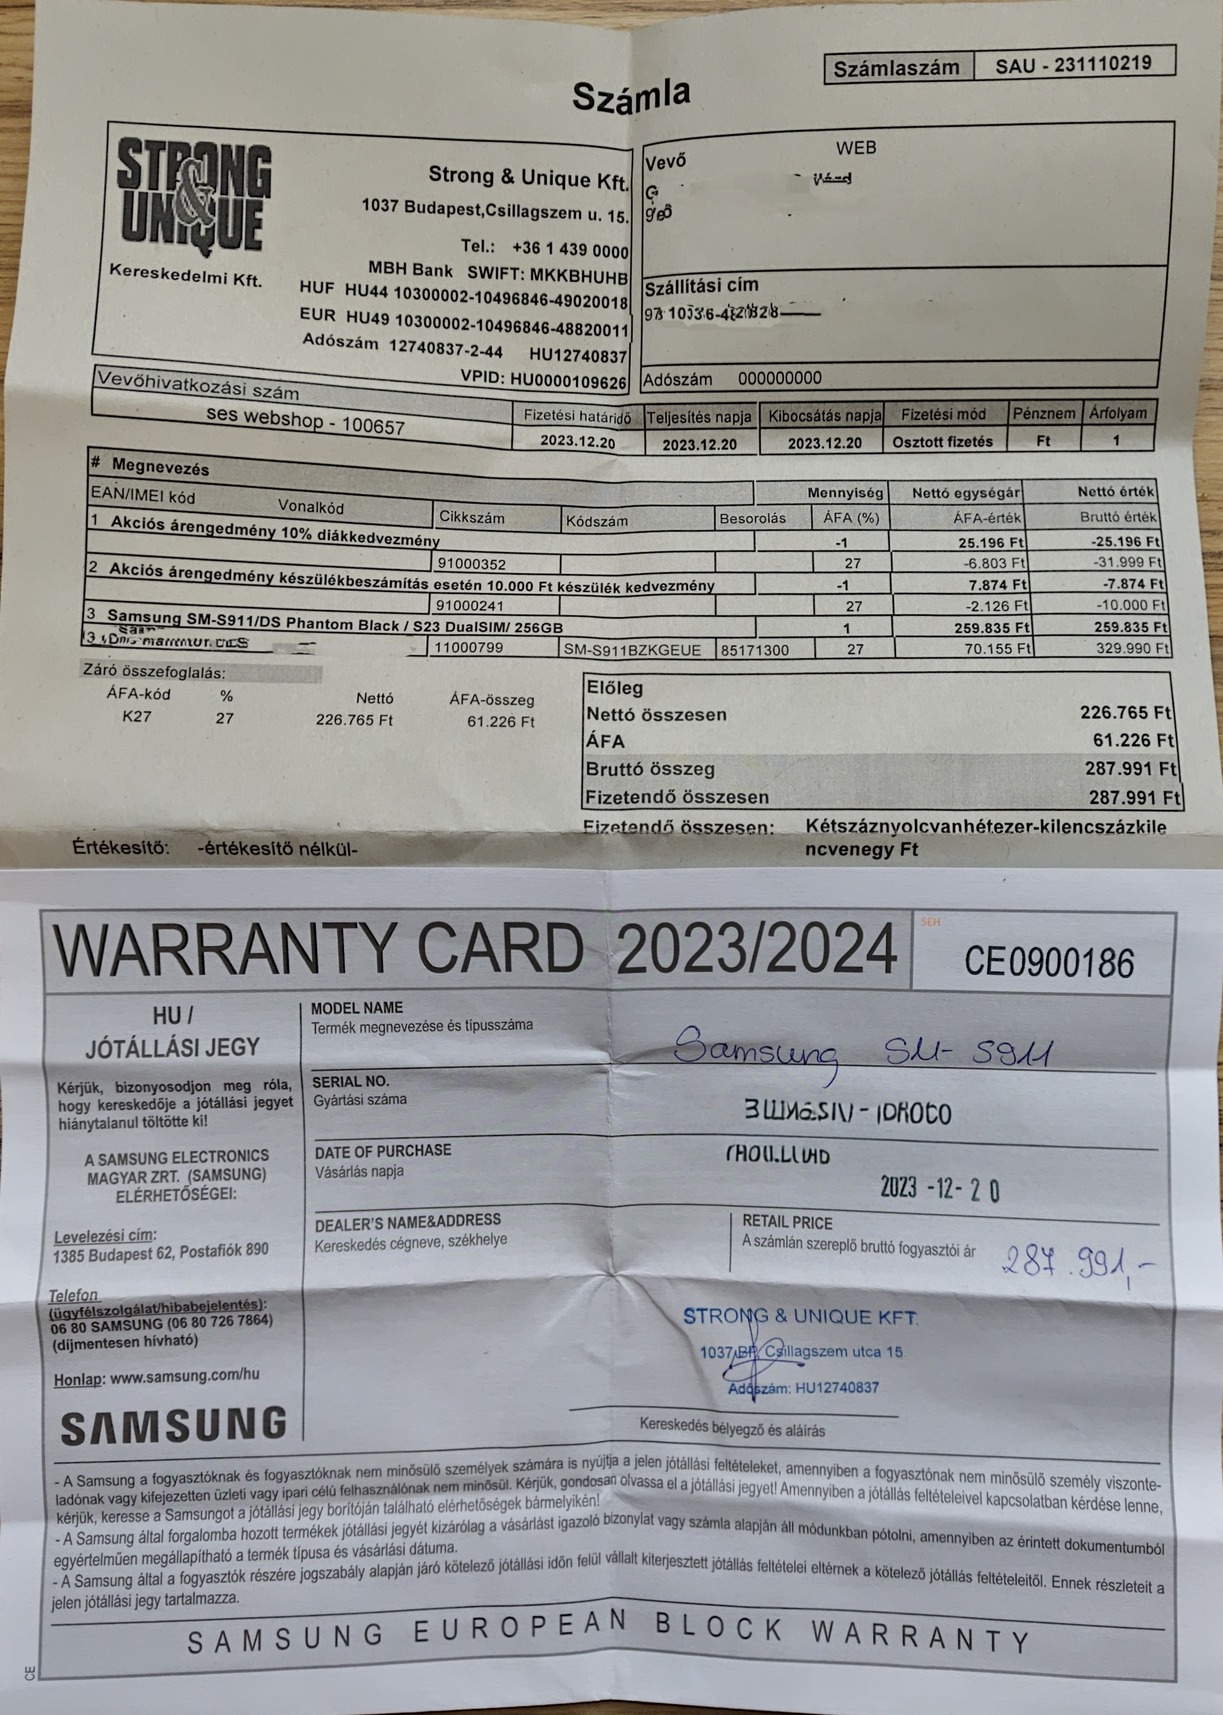 Számlaszám SAU - 231110219
Számla
STRONG & UNIQUE
Kereskedelmi Kft.
Strong & Unique Kft.
1037 Budapest,Csillagszem u. 15.
Tel.: +36 1 439 0000
MBH Bank SWIFT: MKKBHUHB
HUF HU44 10300002-10496846-49020018
EUR HU49 10300002-10496846-48820011
Adószám 12740837-2-44 HU12740837
VPID: HU0000109626
Vevő WEB
Szállítási cím
Adószám 000000000
Vevőhivatkozási szám
ses webshop - 100657
Fizetési határidő Teljesítés napja Kibocsátás napja Fizetési mód Pénznem Árfolyam
2023.12.20 2023.12.20 2023.12.20 Osztott fizetés Ft 1
# Megnevezés Mennyiség Nettó egységár Nettó érték
EAN/IMEI kód Vonalkód Cikkszám Kódszám Besorolás ÁFA (%) ÁFA-érték Bruttó érték
1 Akciós árengedmény 10% diákkedvezmény -1 25.196 Ft -25.196 Ft
91000352 27 -6.803 Ft -31.999 Ft
2 Akciós árengedmény készülékbeszámítás esetén 10.000 Ft készülék kedvezmény -1 7.874 Ft -7.874 Ft
91000241 27 -2.126 Ft -10.000 Ft
3 Samsung SM-S911/DS Phantom Black / S23 DualSIM/ 256GB 1 259.835 Ft 259.835 Ft
11000799 SM-S911BZKGEUE 85171300 27 70.155 Ft 329.990 Ft
Záró összefoglalás:
ÁFA-kód % Nettó ÁFA-összeg
K27 27 226.765 Ft 61.226 Ft
Előleg
Nettó összesen 226.765 Ft
ÁFA 61.226 Ft
Bruttó összeg 287.991 Ft
Fizetendő összesen 287.991 Ft
Fizetendő összesen: Kétszáznyolcvanhétezer-kilencszázkile
ncvenegy Ft
Értékesítő: -értékesítő nélkül-
WARRANTY CARD 2023/2024
SEH
CE0900186
HU /
JÓTÁLLÁSI JEGY
Kérjük, bizonyosodjon meg róla,
hogy kereskedője a jótállási jegyet
hiánytalanul töltötte ki!
A SAMSUNG ELECTRONICS
MAGYAR ZRT. (SAMSUNG)
ELÉRHETŐSÉGEI:
Levelezési cím:
1385 Budapest 62, Postafiók 890
Telefon
(ügyfélszolgálat/hibabejelentés):
06 80 SAMSUNG (06 80 726 7864)
(díjmentesen hívható)
Honlap: www.samsung.com/hu
SAMSUNG
MODEL NAME
Termék megnevezése és típusszáma
Samsung SM- S911
SERIAL NO.
Gyártási száma
DATE OF PURCHASE
Vásárlás napja
2023 -12- 20
DEALER'S NAME&ADDRESS
Kereskedés cégneve, székhelye
RETAIL PRICE
A számlán szereplő bruttó fogyasztói ár
287.991,-
STRONG & UNIQUE KFT.
1037 BP, Csillagszem utca 15
Adószám: HU12740837
Kereskedés bélyegző és aláírás
- A Samsung a fogyasztóknak és fogyasztóknak nem minősülő személyek számára is nyújtja a jelen jótállási feltételeket, amennyiben a fogyasztónak nem minősülő személy viszonte-
ladónak vagy kifejezetten üzleti vagy ipari célú felhasználónak nem minősül. Kérjük, gondosan olvassa el a jótállási jegyet! Amennyiben a jótállás feltételeivel kapcsolatban kérdése lenne,
kérjük, keresse a Samsungot a jótállási jegy borítóján található elérhetőségek bármelyikén!
- A Samsung által forgalomba hozott termékek jótállási jegyét kizárólag a vásárlást igazoló bizonylat vagy számla alapján áll módunkban pótolni, amennyiben az érintett dokumentumból
egyértelműen megállapítható a termék típusa és vásárlási dátuma.
- A Samsung által a fogyasztók részére jogszabály alapján járó kötelező jótállási időn felül vállalt kiterjesztett jótállás feltételei eltérnek a kötelező jótállás feltételeitől. Ennek részleteit a
jelen jótállási jegy tartalmazza.
SAMSUNG EUROPEAN BLOCK WARRANTY
CE